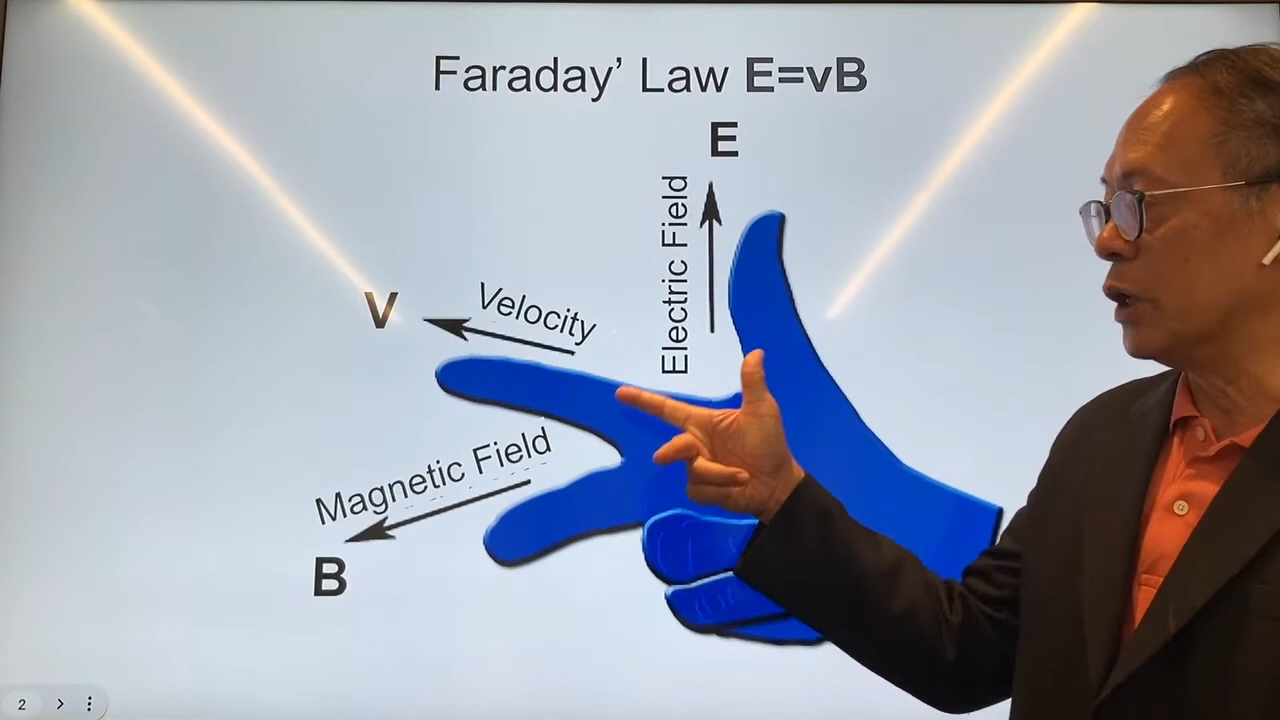 Faraday’ Law E=vB
E
Electric Field
Velocity
V
Magnetic Field
B
2